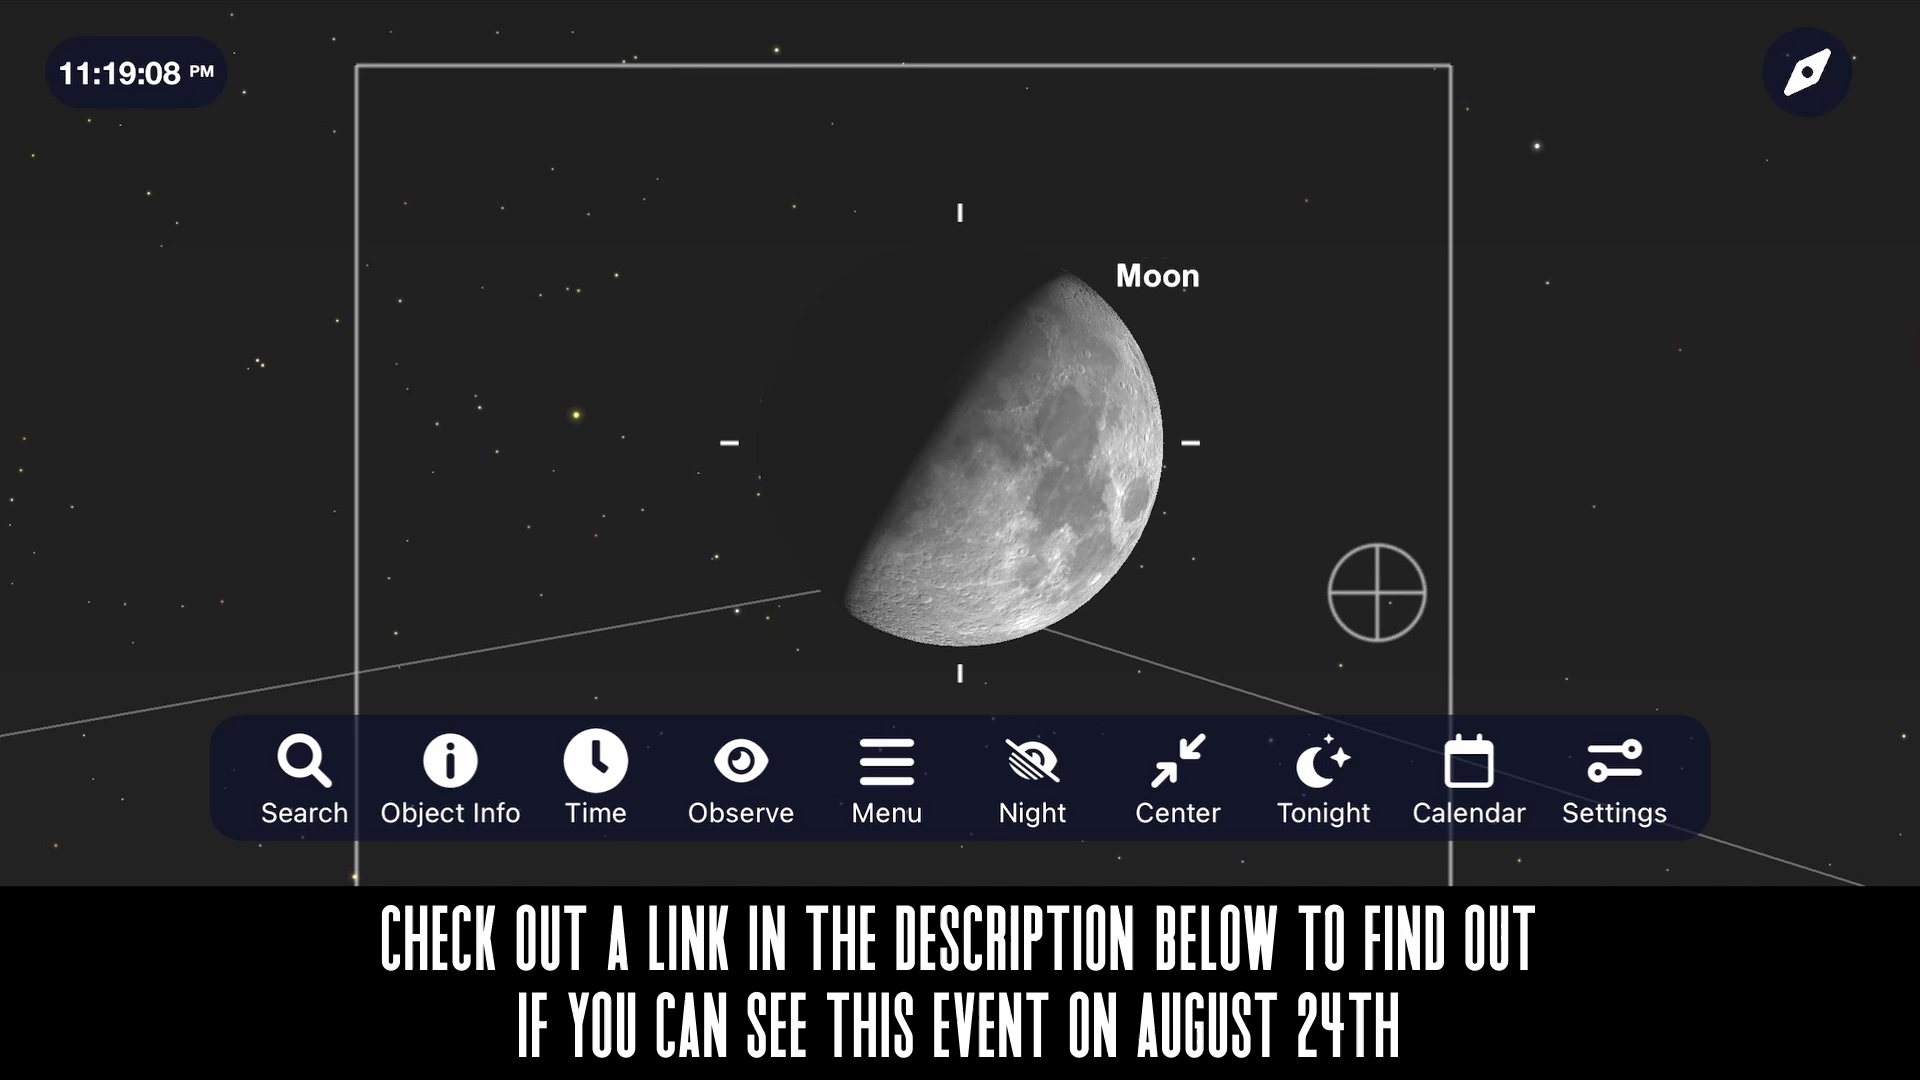 11:19:08 PM
Moon
Search
Object Info
Time
Observe
Menu
Night
Center
Tonight
Calendar
Settings
CHECK OUT A LINK IN THE DESCRIPTION BELOW TO FIND OUT
IF YOU CAN SEE THIS EVENT ON AUGUST 24TH